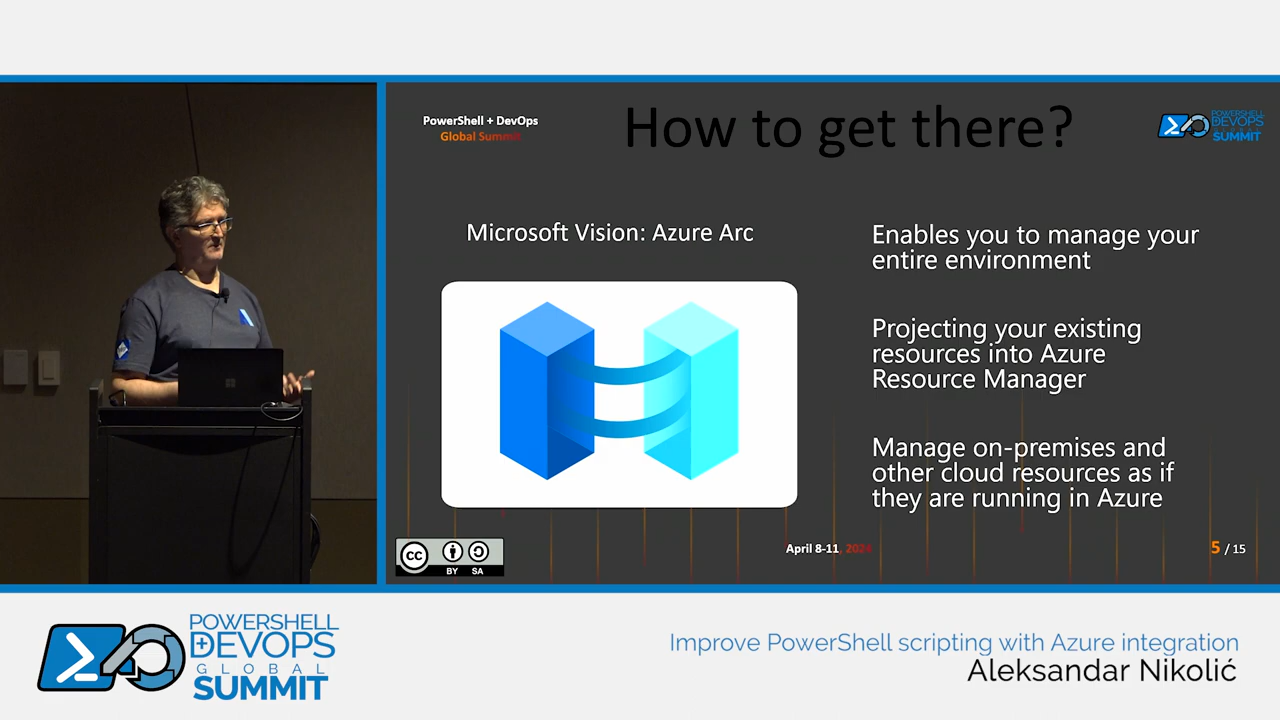 PowerShell + DevOps
Global Summit
How to get there?
POWERSHELL
DEVOPS
GLOBAL
SUMMIT
Microsoft Vision: Azure Arc
Enables you to manage your
entire environment
Projecting your existing
resources into Azure
Resource Manager
Manage on-premises and
other cloud resources as if
they are running in Azure
cc
BY SA
April 8-11, 2024
5 / 15
POWERSHELL
+DEVOPS
GLOBAL
SUMMIT
Improve PowerShell scripting with Azure integration
Aleksandar Nikolić